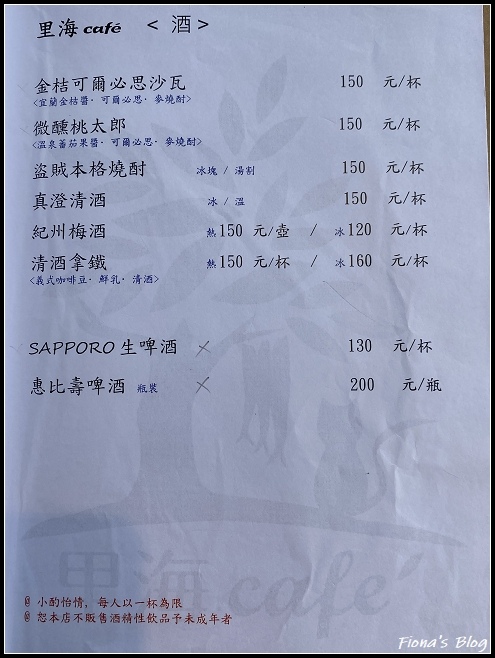 里海 café ＜ 酒 ＞
金桔可爾必思沙瓦 150 元/杯
<宜蘭金桔醬‧可爾必思‧麥燒酎>
微醺桃太郎 150 元/杯
<溫泉蕃茄果醬‧可爾必思‧麥燒酎>
盜賊本格燒酎 冰塊 / 湯割 150 元/杯
真澄清酒 冰 / 溫 150 元/杯
紀州梅酒 熱150 元/壺 / 冰120 元/杯
清酒拿鐵 熱150 元/杯 / 冰160 元/杯
<義式咖啡豆‧鮮乳‧清酒>
SAPPORO 生啤酒 × 130 元/杯
惠比壽啤酒 瓶裝 × 200 元/瓶
里海 café
@ 小酌怡情, 每人以一杯為限
@ 恕本店不販售酒精性飲品予未成年者
Fiona's Blog